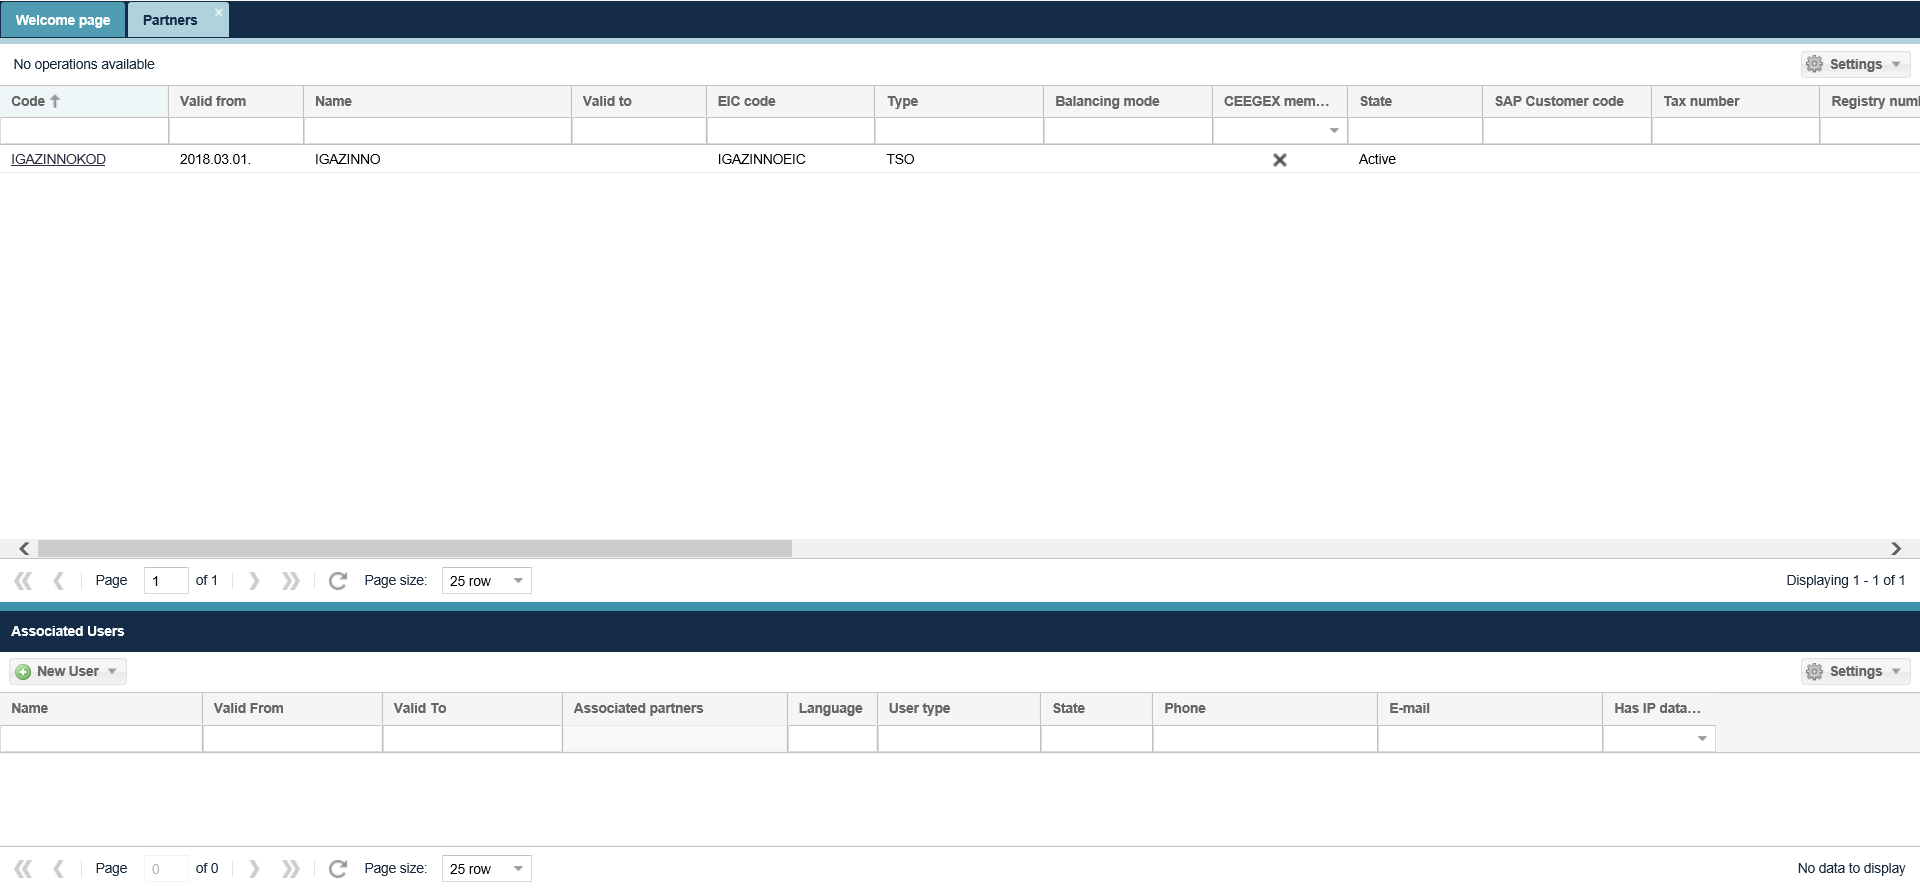 Welcome page Partners
No operations available Settings
Code Valid from Name Valid to EIC code Type Balancing mode CEEGEX mem... State SAP Customer code Tax number Registry num
IGAZINNOKOD 2018.03.01. IGAZINNO IGAZINNOEIC TSO Active
Page 1 of 1 Page size: 25 row Displaying 1 - 1 of 1
Associated Users
New User Settings
Name Valid From Valid To Associated partners Language User type State Phone E-mail Has IP data...
Page 0 of 0 Page size: 25 row No data to display